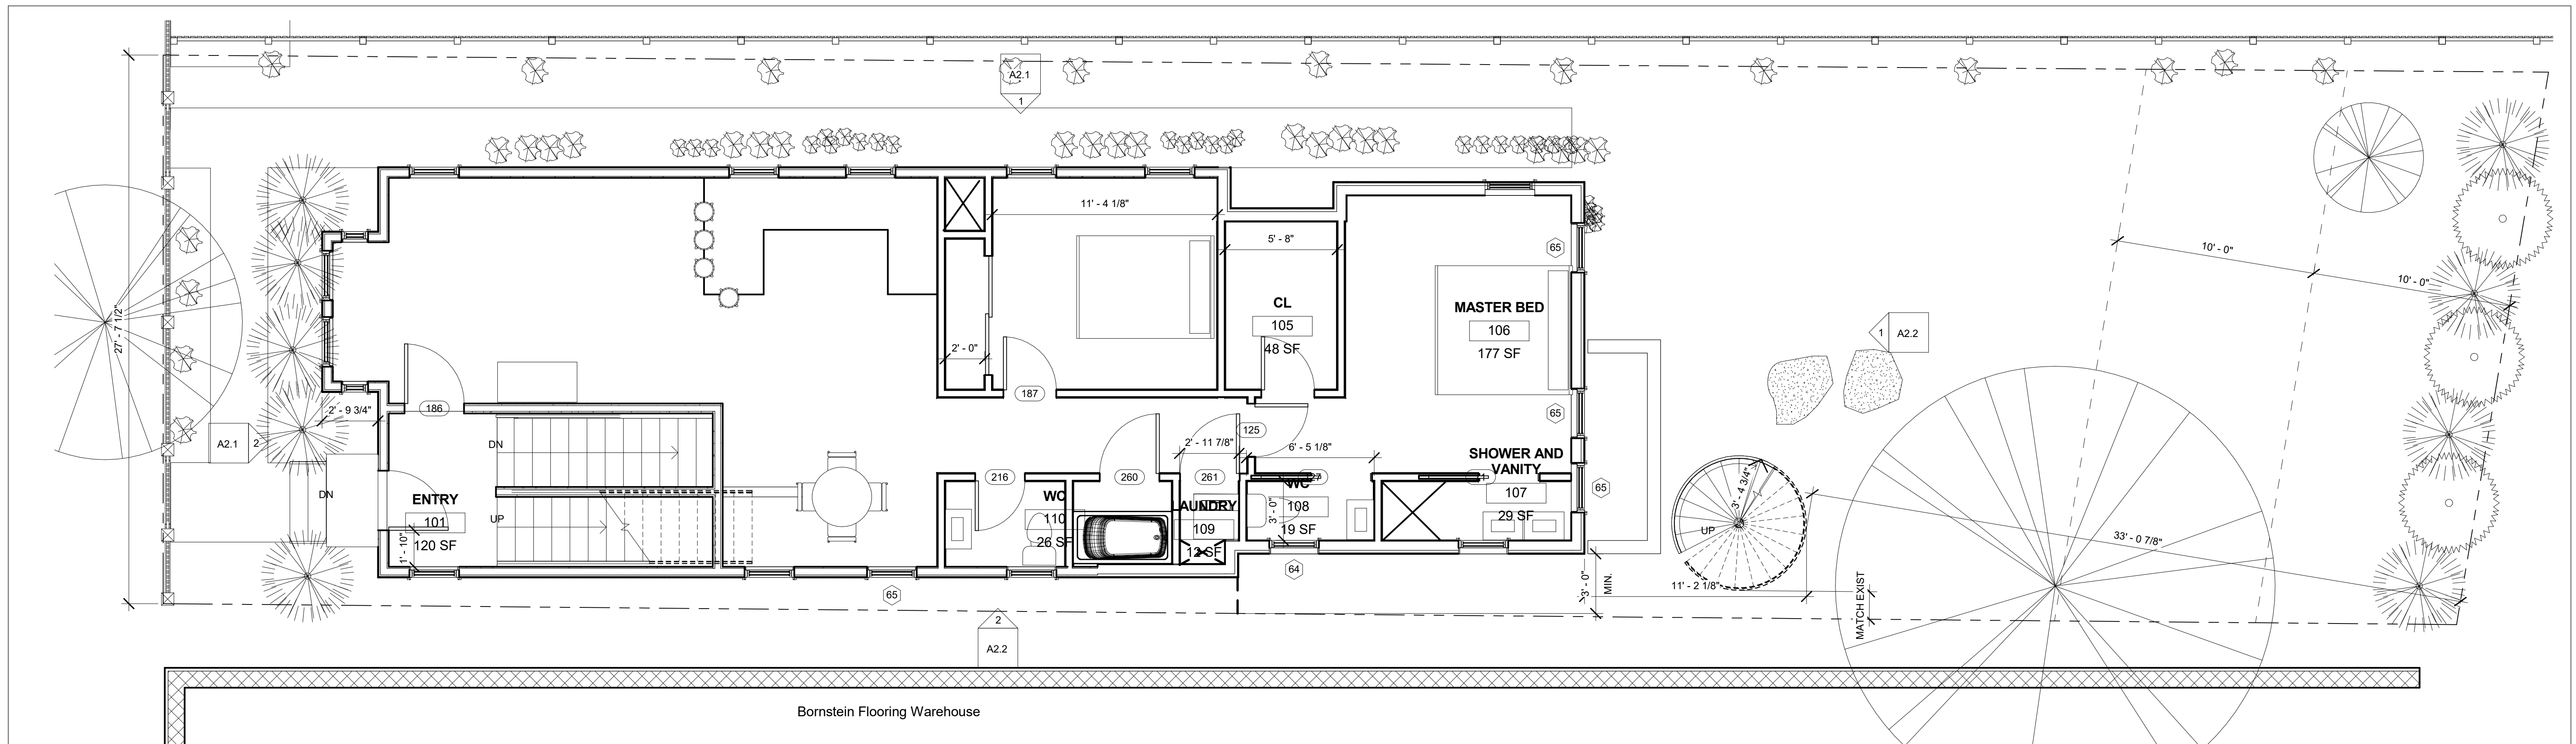 A2.1
1
27' - 7 1/2"
11' - 4 1/8"
5' - 8"
65
10' - 0"
10' - 0"
CL
105
48 SF
MASTER BED
106
177 SF
1
A2.2
2' - 0"
187
186
2' - 9 3/4"
A2.1
2
DN
65
125
2' - 11 7/8"
6' - 5 1/8"
SHOWER AND
VANITY
107
29 SF
216
260
261
65
DN
ENTRY
101
120 SF
1' - 10"
UP
WC
110
26 SF
LAUNDRY
109
12 SF
WC
108
19 SF
3' - 0"
3' - 4 3/4"
UP
33' - 0 7/8"
64
65
3' - 0"
MIN.
11' - 2 1/8"
MATCH EXIST
2
A2.2
Bornstein Flooring Warehouse